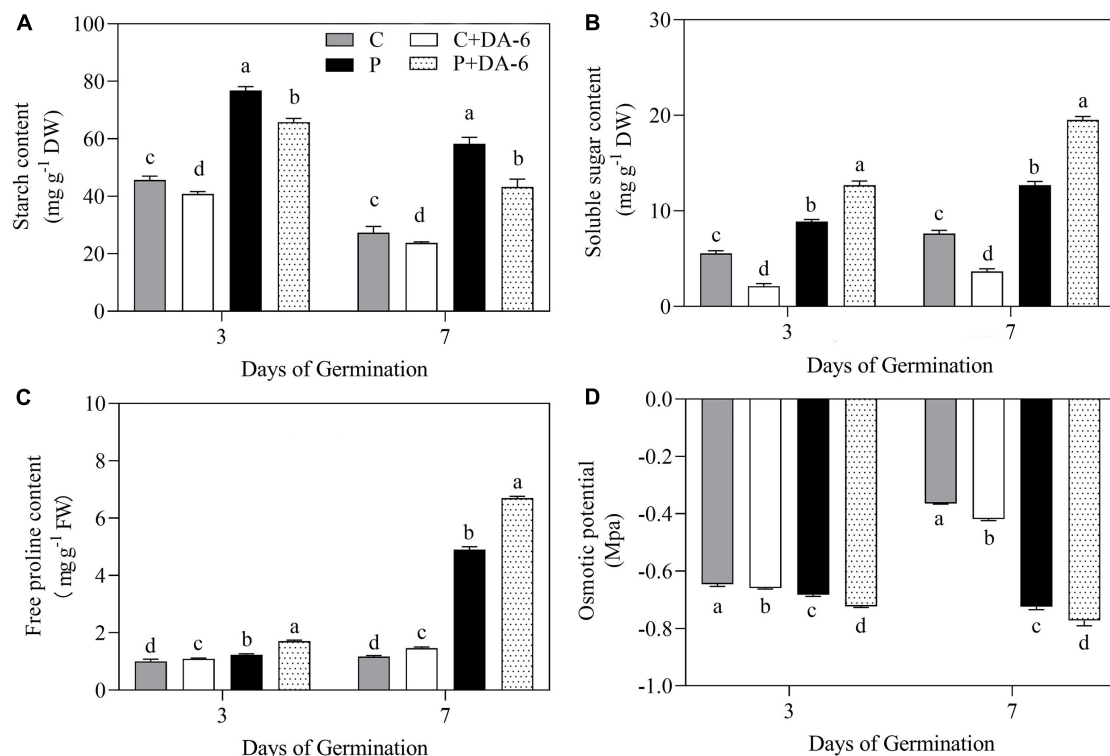 A
100
80
60
40
20
0
Starch content
(mg g⁻¹ DW)
C
C+DA-6
P
P+DA-6
c
d
a
b
c
d
a
b
3
7
Days of Germination
B
30
20
10
0
Soluble sugar content
(mg g⁻¹ DW)
c
d
b
a
c
d
b
a
3
7
Days of Germination
C
10
8
6
4
2
0
Free proline content
(mg g⁻¹ FW)
d
c
b
a
d
c
b
a
3
7
Days of Germination
D
0.0
-0.2
-0.4
-0.6
-0.8
-1.0
Osmotic potential
(Mpa)
a
b
c
d
a
b
c
d
3
7
Days of Germination